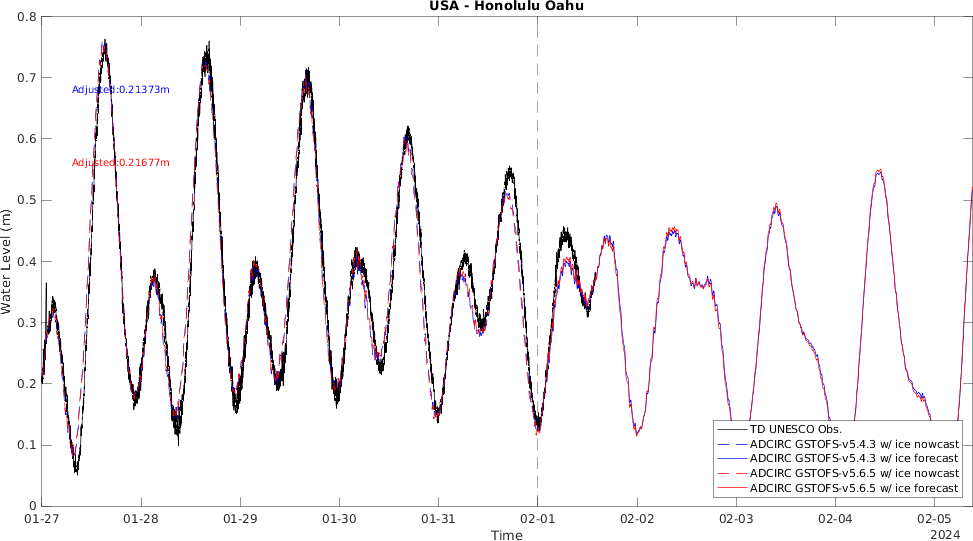 USA - Honolulu Oahu
0.8
0.7
0.6
0.5
0.4
0.3
0.2
0.1
0
Water Level (m)
Adjusted:0.21373m
Adjusted:0.21677m
TD UNESCO Obs.
ADCIRC GSTOFS-v5.4.3 w/ ice nowcast
ADCIRC GSTOFS-v5.4.3 w/ ice forecast
ADCIRC GSTOFS-v5.6.5 w/ ice nowcast
ADCIRC GSTOFS-v5.6.5 w/ ice forecast
01-27 01-28 01-29 01-30 01-31 02-01 02-02 02-03 02-04 02-05
Time
2024